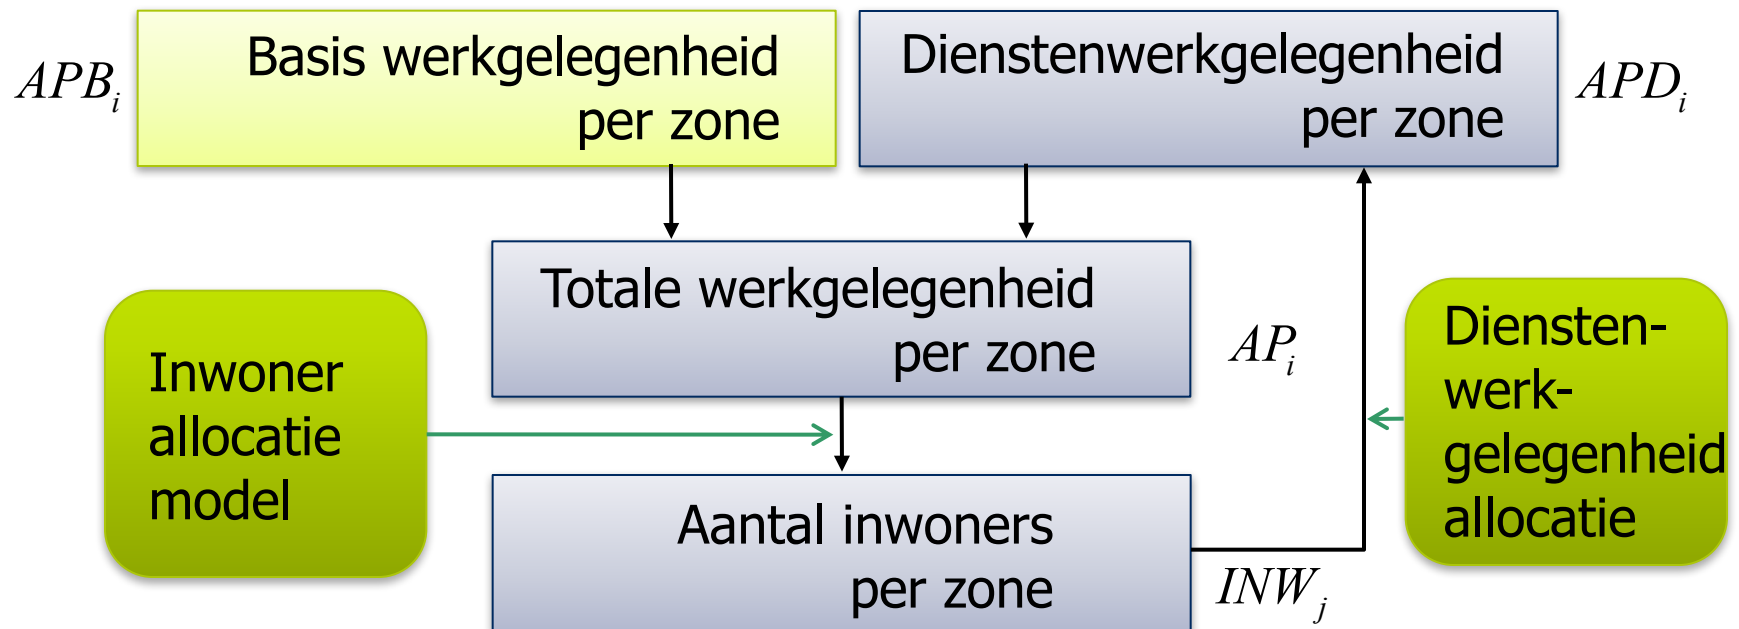 APB_i
Basis werkgelegenheid
per zone
Dienstenwerkgelegenheid
per zone
APD_i
Totale werkgelegenheid
per zone
AP_i
Inwoner
allocatie
model
Diensten-
werk-
gelegenheid
allocatie
Aantal inwoners
per zone
INW_j